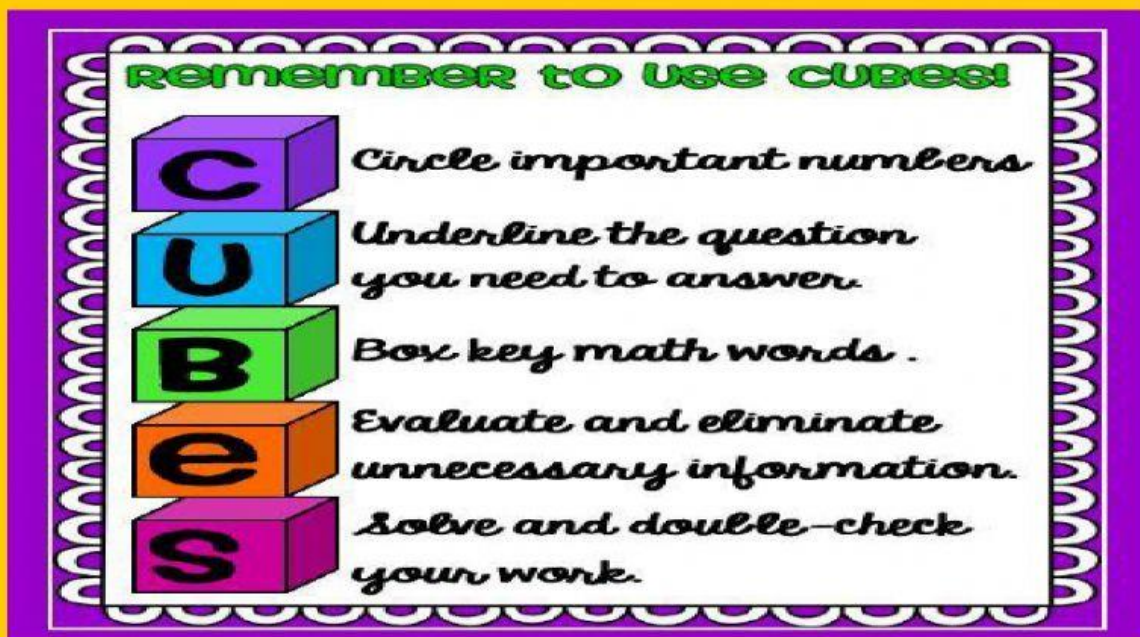 Remember to use CUBES!
C
Circle important numbers
U
Underline the question
you need to answer.
B
Box key math words .
e
Evaluate and eliminate
unnecessary information.
S
Solve and double-check
your work.